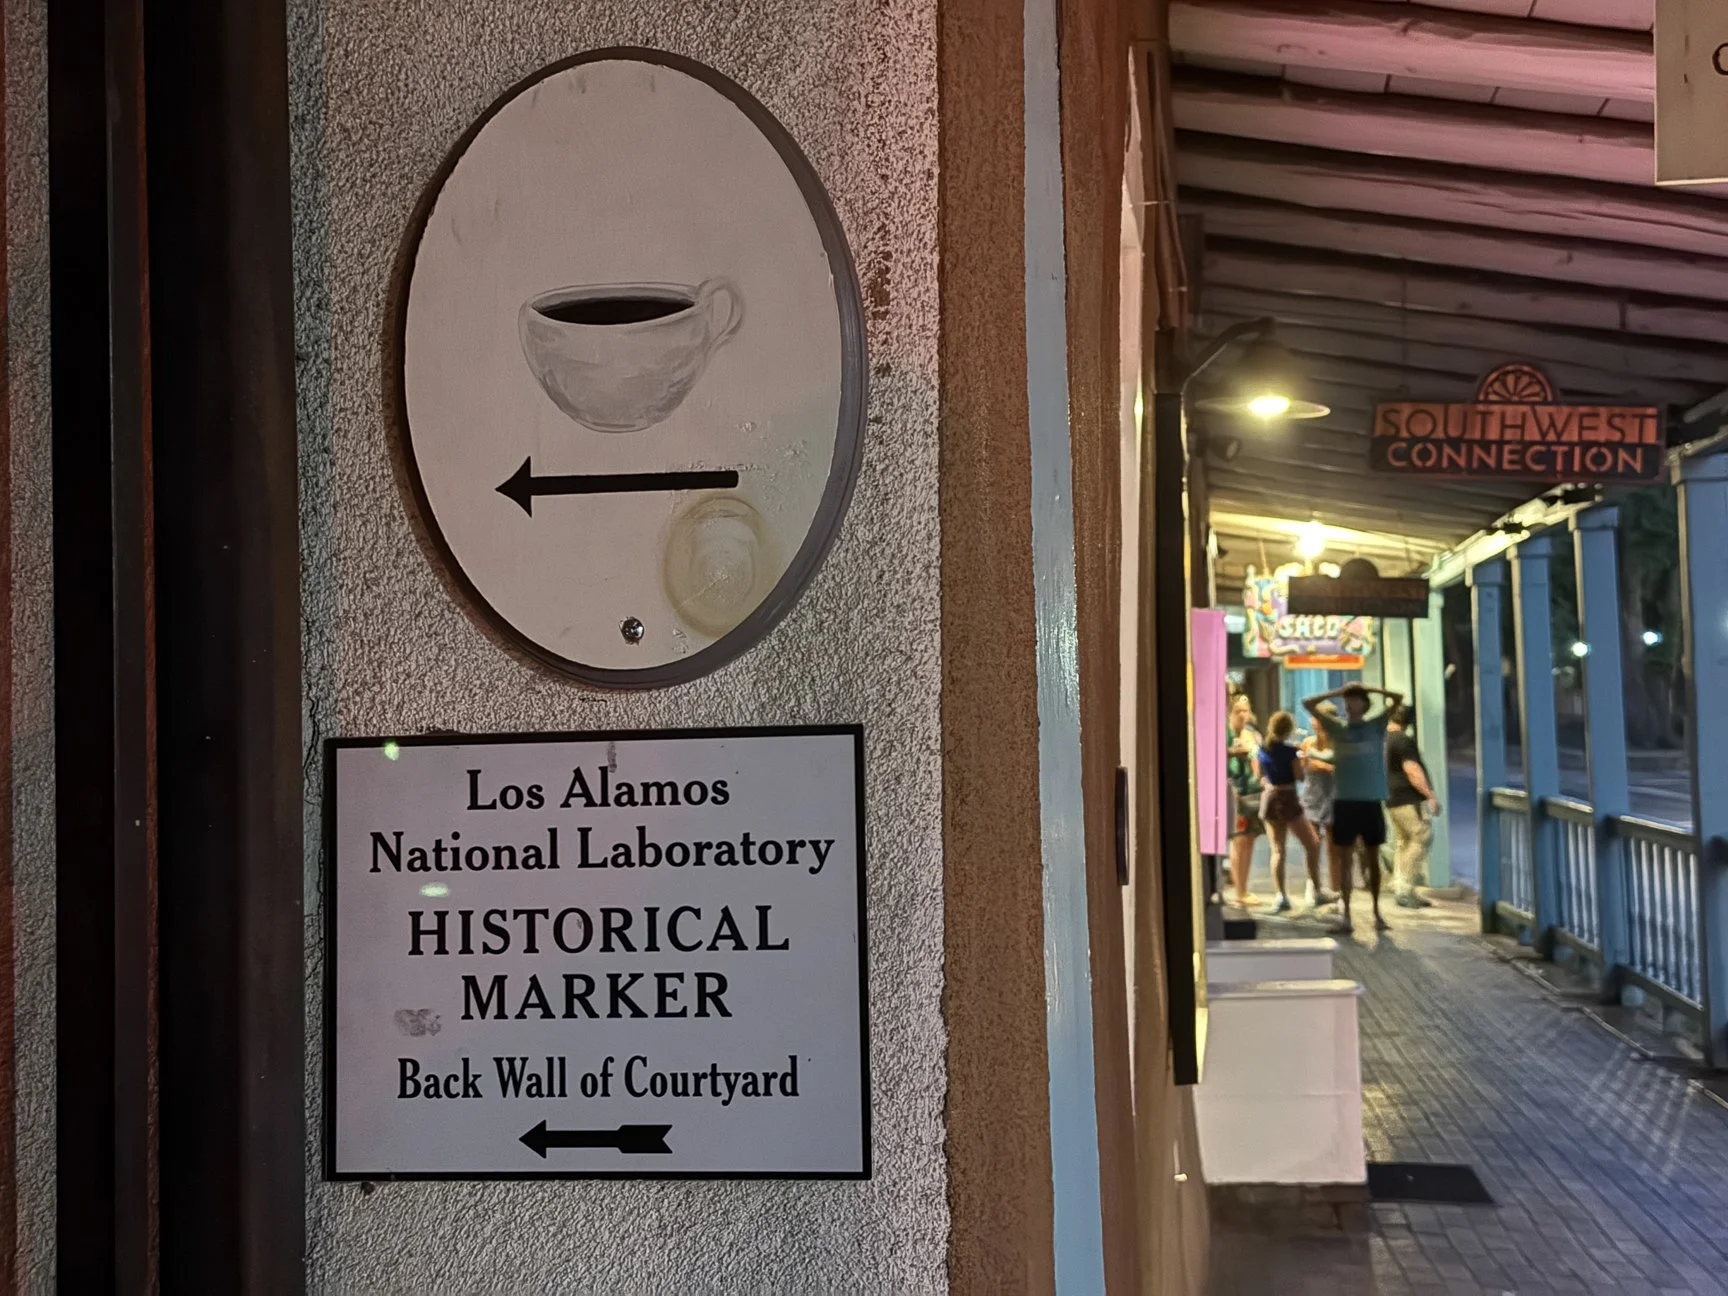 Los Alamos
National Laboratory
HISTORICAL
MARKER
Back Wall of Courtyard
SOUTHWEST
CONNECTION